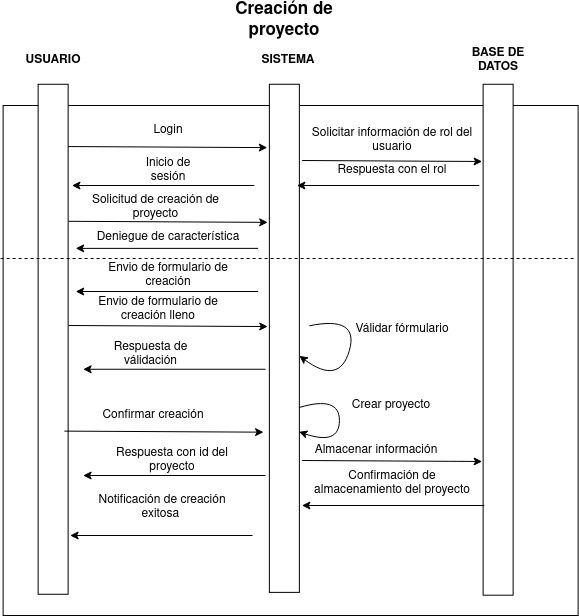 Creación de
proyecto
USUARIO
SISTEMA
BASE DE
DATOS
Login
Solicitar información de rol del
usuario
Inicio de
sesión
Respuesta con el rol
Solicitud de creación de
proyecto
Deniegue de característica
Envio de formulario de
creación
Envio de formulario de
creación lleno
Válidar fórmulario
Respuesta de
válidación
Crear proyecto
Confirmar creación
Almacenar información
Respuesta con id del
proyecto
Confirmación de
almacenamiento del proyecto
Notificación de creación
exitosa